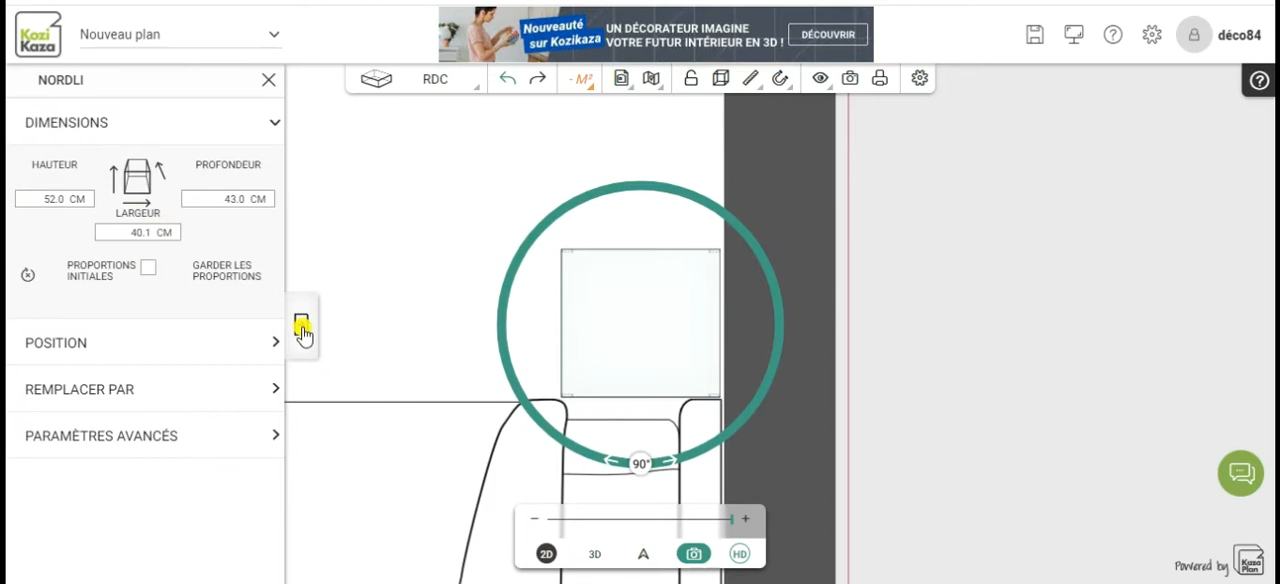 Kozi
Kaza
Nouveau plan
Nouveauté
sur Kozikaza
UN DÉCORATEUR IMAGINE
VOTRE FUTUR INTÉRIEUR EN 3D !
DÉCOUVRIR
déco84
NORDLI
RDC
- M²
DIMENSIONS
HAUTEUR
PROFONDEUR
52.0 CM
43.0 CM
LARGEUR
40.1 CM
PROPORTIONS
INITIALES
GARDER LES
PROPORTIONS
POSITION
REMPLACER PAR
PARAMÈTRES AVANCÉS
90°
2D
3D
HD
Powered by
Kaza
Plan